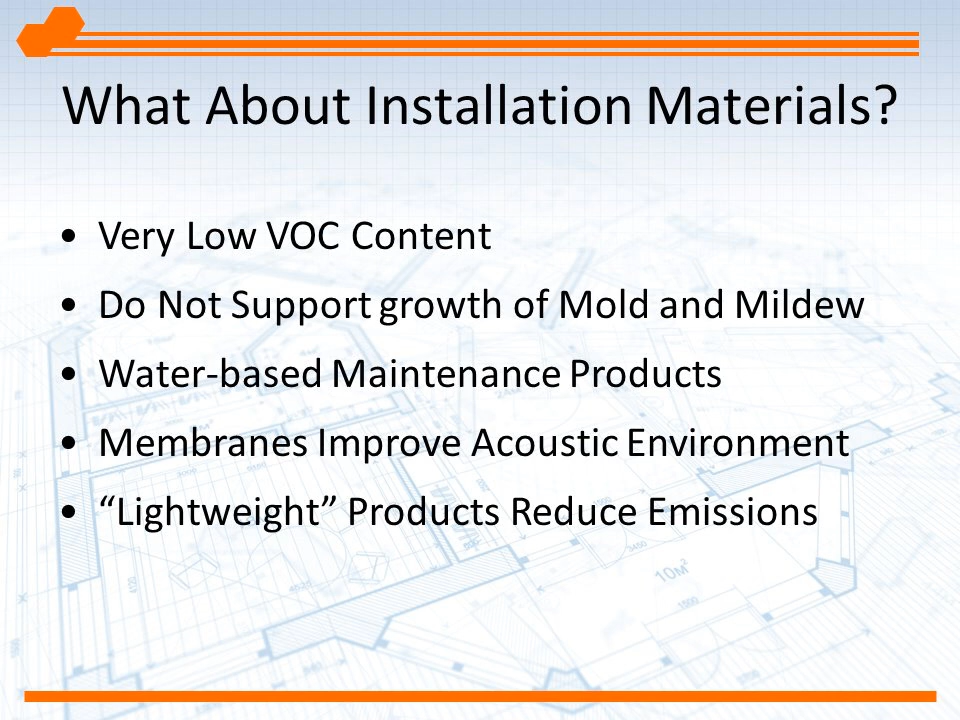 What About Installation Materials?
• Very Low VOC Content
• Do Not Support growth of Mold and Mildew
• Water-based Maintenance Products
• Membranes Improve Acoustic Environment
• “Lightweight” Products Reduce Emissions
10м²